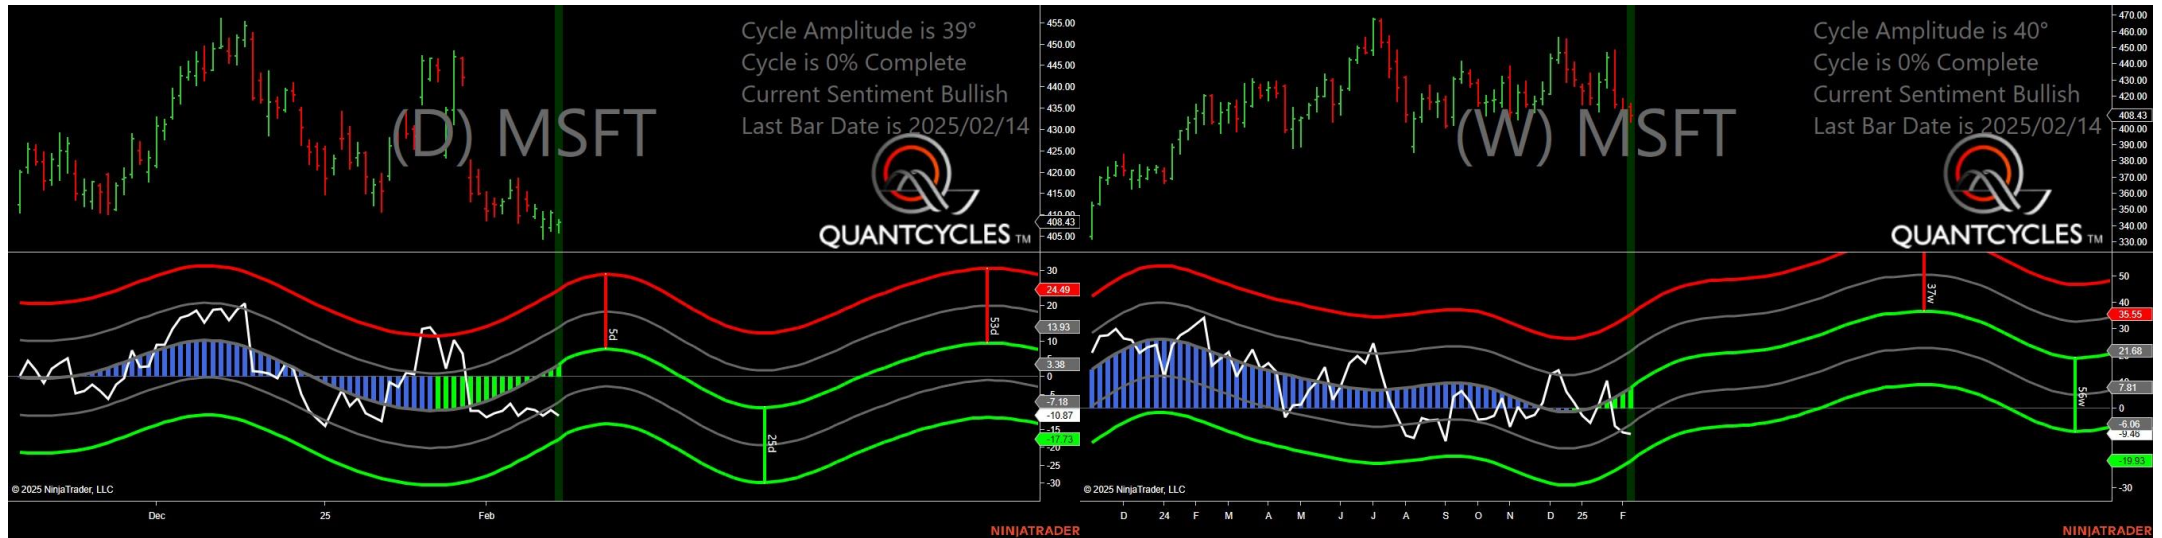 Cycle Amplitude is 39°
Cycle is 0% Complete
Current Sentiment Bullish
Last Bar Date is 2025/02/14
(D) MSFT
QUANTCYCLES TM
455.00
450.00
445.00
440.00
435.00
430.00
425.00
420.00
415.00
410.00
408.43
405.00
30
24.49
20
13.93
10
3.38
0
-7.18
-10.87
-15
-17.73
-20
-25
-30
5d
25d
53d
© 2025 NinjaTrader, LLC
Dec
25
Feb
NINJATRADER
Cycle Amplitude is 40°
Cycle is 0% Complete
Current Sentiment Bullish
Last Bar Date is 2025/02/14
(W) MSFT
QUANTCYCLES TM
470.00
460.00
450.00
440.00
430.00
420.00
408.43
400.00
390.00
380.00
370.00
360.00
350.00
340.00
330.00
50
40
35.55
30
21.68
7.81
0
-6.06
-9.46
-19.93
-30
37w
56w
© 2025 NinjaTrader, LLC
D 24 F M A M J J A S O N D 25 F
NINJATRADER